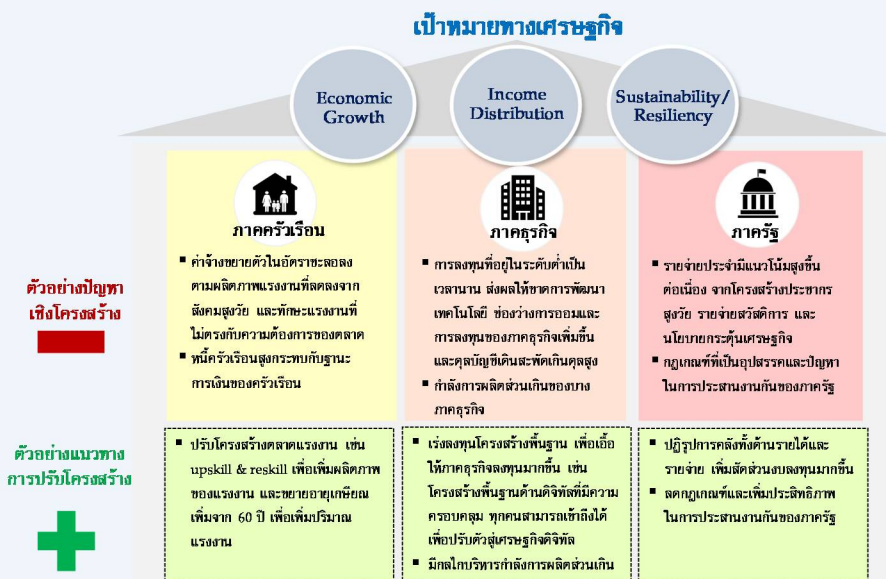 เป้าหมายทางเศรษฐกิจ
Economic
Growth
Income
Distribution
Sustainability/
Resiliency
ตัวอย่างปัญหา
เชิงโครงสร้าง
ภาคครัวเรือน
▪ ค่าจ้างขยายตัวในอัตราชะลอลง
ตามผลิตภาพแรงงานที่ลดลงจาก
สังคมสูงวัย และทักษะแรงงานที่
ไม่ตรงกับความต้องการของตลาด
▪ หนี้ครัวเรือนสูงกระทบกับฐานะ
การเงินของครัวเรือน
ภาคธุรกิจ
▪ การลงทุนที่อยู่ในระดับต่ำเป็น
เวลานาน ส่งผลให้ขาดการพัฒนา
เทคโนโลยี ช่องว่างการออมและ
การลงทุนของภาคธุรกิจเพิ่มขึ้น
และดุลบัญชีเดินสะพัดเกินดุลสูง
▪ กำลังการผลิตส่วนเกินของบาง
ภาคธุรกิจ
ภาครัฐ
▪ รายจ่ายประจำมีแนวโน้มสูงขึ้น
ต่อเนื่อง จากโครงสร้างประชากร
สูงวัย รายจ่ายสวัสดิการ และ
นโยบายกระตุ้นเศรษฐกิจ
▪ กฎเกณฑ์ที่เป็นอุปสรรคและปัญหา
ในการประสานงานกันของภาครัฐ
ตัวอย่างแนวทาง
การปรับโครงสร้าง
▪ ปรับโครงสร้างตลาดแรงงาน เช่น
upskill & reskill เพื่อเพิ่มผลิตภาพ
ของแรงงาน และขยายอายุเกษียณ
เพิ่มจาก 60 ปี เพื่อเพิ่มปริมาณ
แรงงาน
▪ เร่งลงทุนโครงสร้างพื้นฐาน เพื่อเอื้อ
ให้ภาคธุรกิจลงทุนมากขึ้น เช่น
โครงสร้างพื้นฐานด้านดิจิทัลที่มีความ
ครอบคลุม ทุกคนสามารถเข้าถึงได้
เพื่อปรับตัวสู่เศรษฐกิจดิจิทัล
▪ มีกลไกบริหารกำลังการผลิตส่วนเกิน
▪ ปฏิรูปการคลังทั้งด้านรายได้และ
รายจ่าย เพิ่มสัดส่วนงบลงทุนมากขึ้น
▪ ลดกฎเกณฑ์และเพิ่มประสิทธิภาพ
ในการประสานงานกันของภาครัฐ